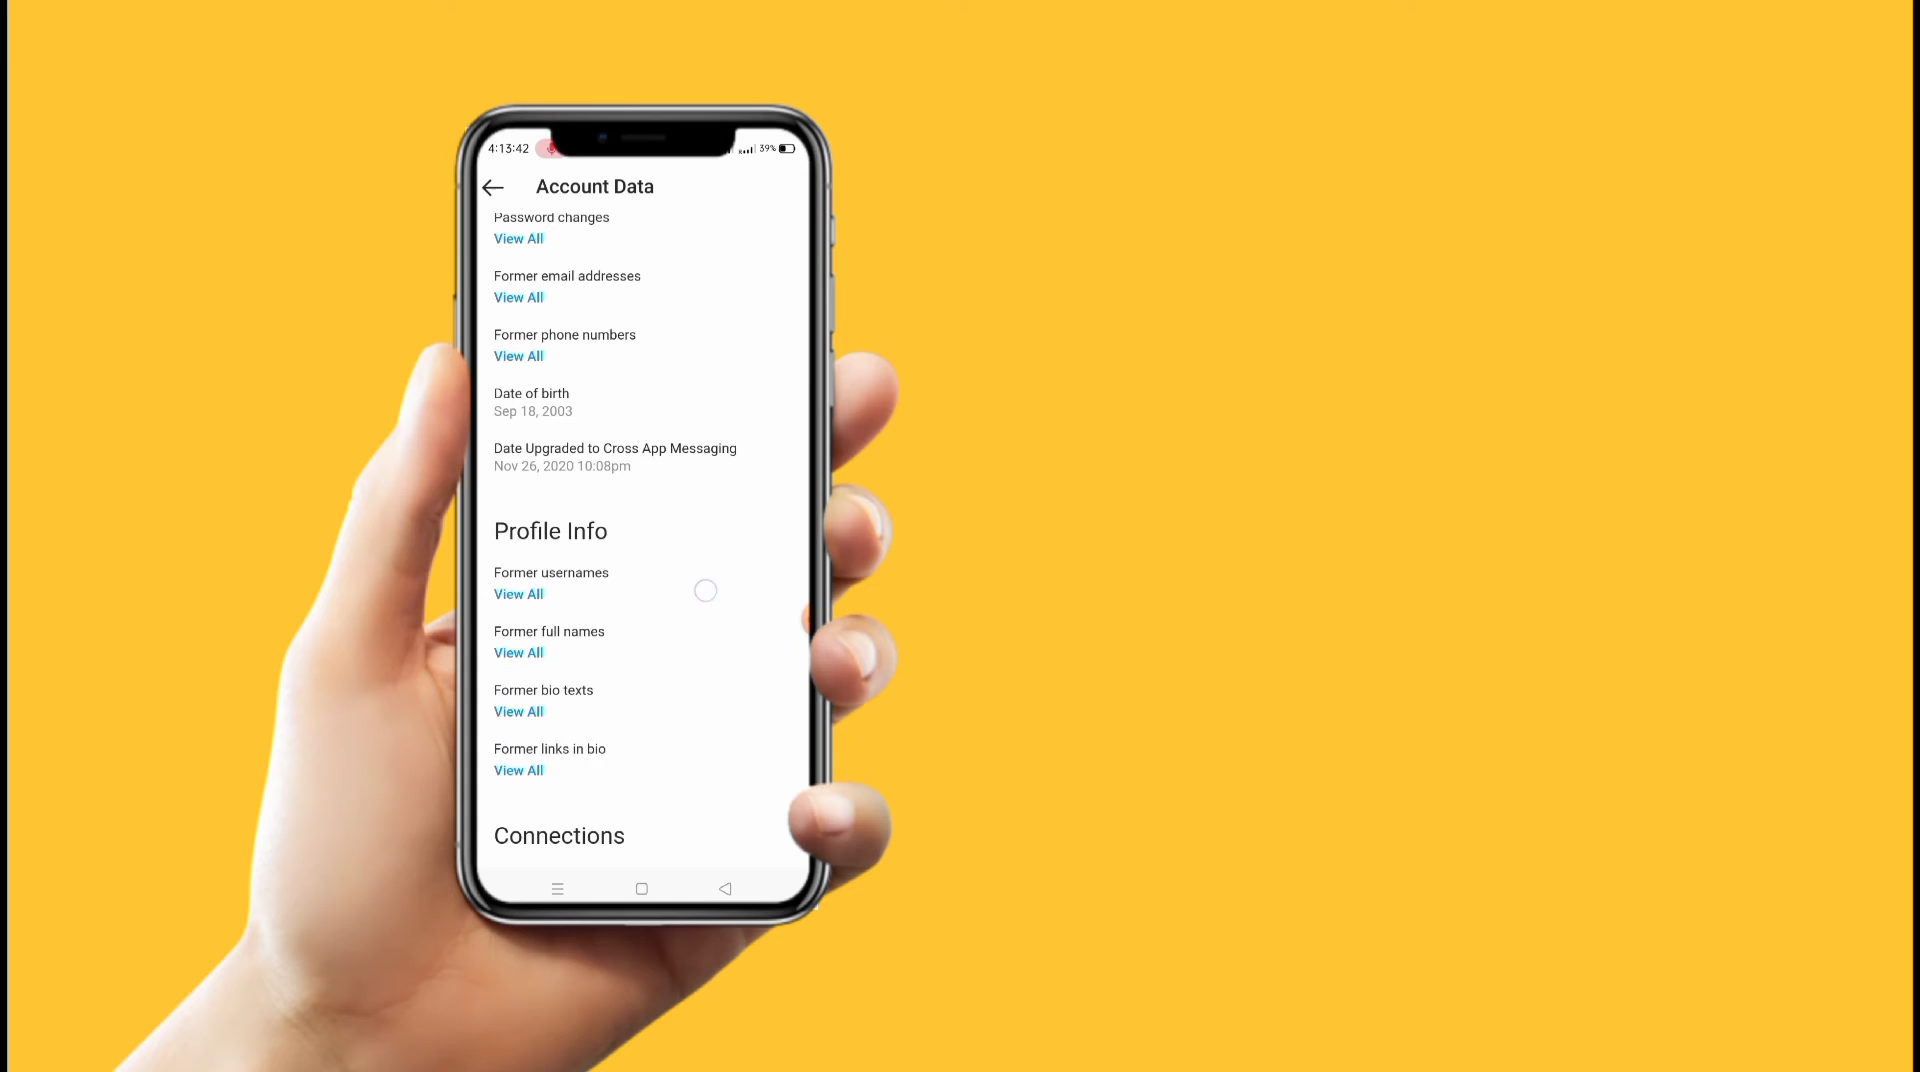 4:13:42
39%
Account Data
Password changes
View All
Former email addresses
View All
Former phone numbers
View All
Date of birth
Sep 18, 2003
Date Upgraded to Cross App Messaging
Nov 26, 2020 10:08pm
Profile Info
Former usernames
View All
Former full names
View All
Former bio texts
View All
Former links in bio
View All
Connections